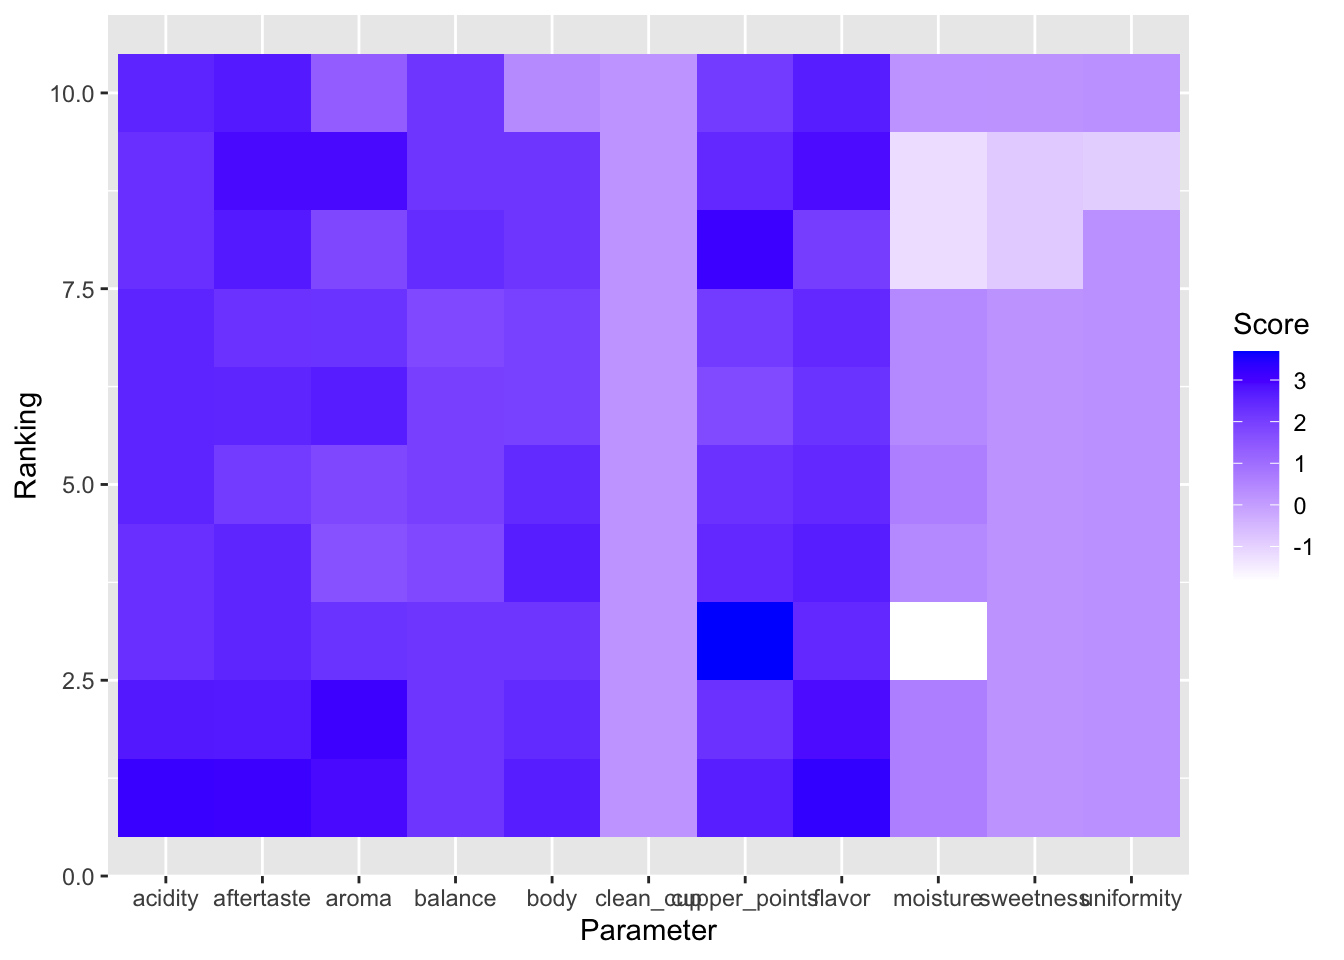 10.0
7.5
5.0
2.5
0.0
Ranking
acidity aftertaste aroma balance body clean_cup cupper_points flavor moisture sweetness uniformity
Parameter
Score
3
2
1
0
-1